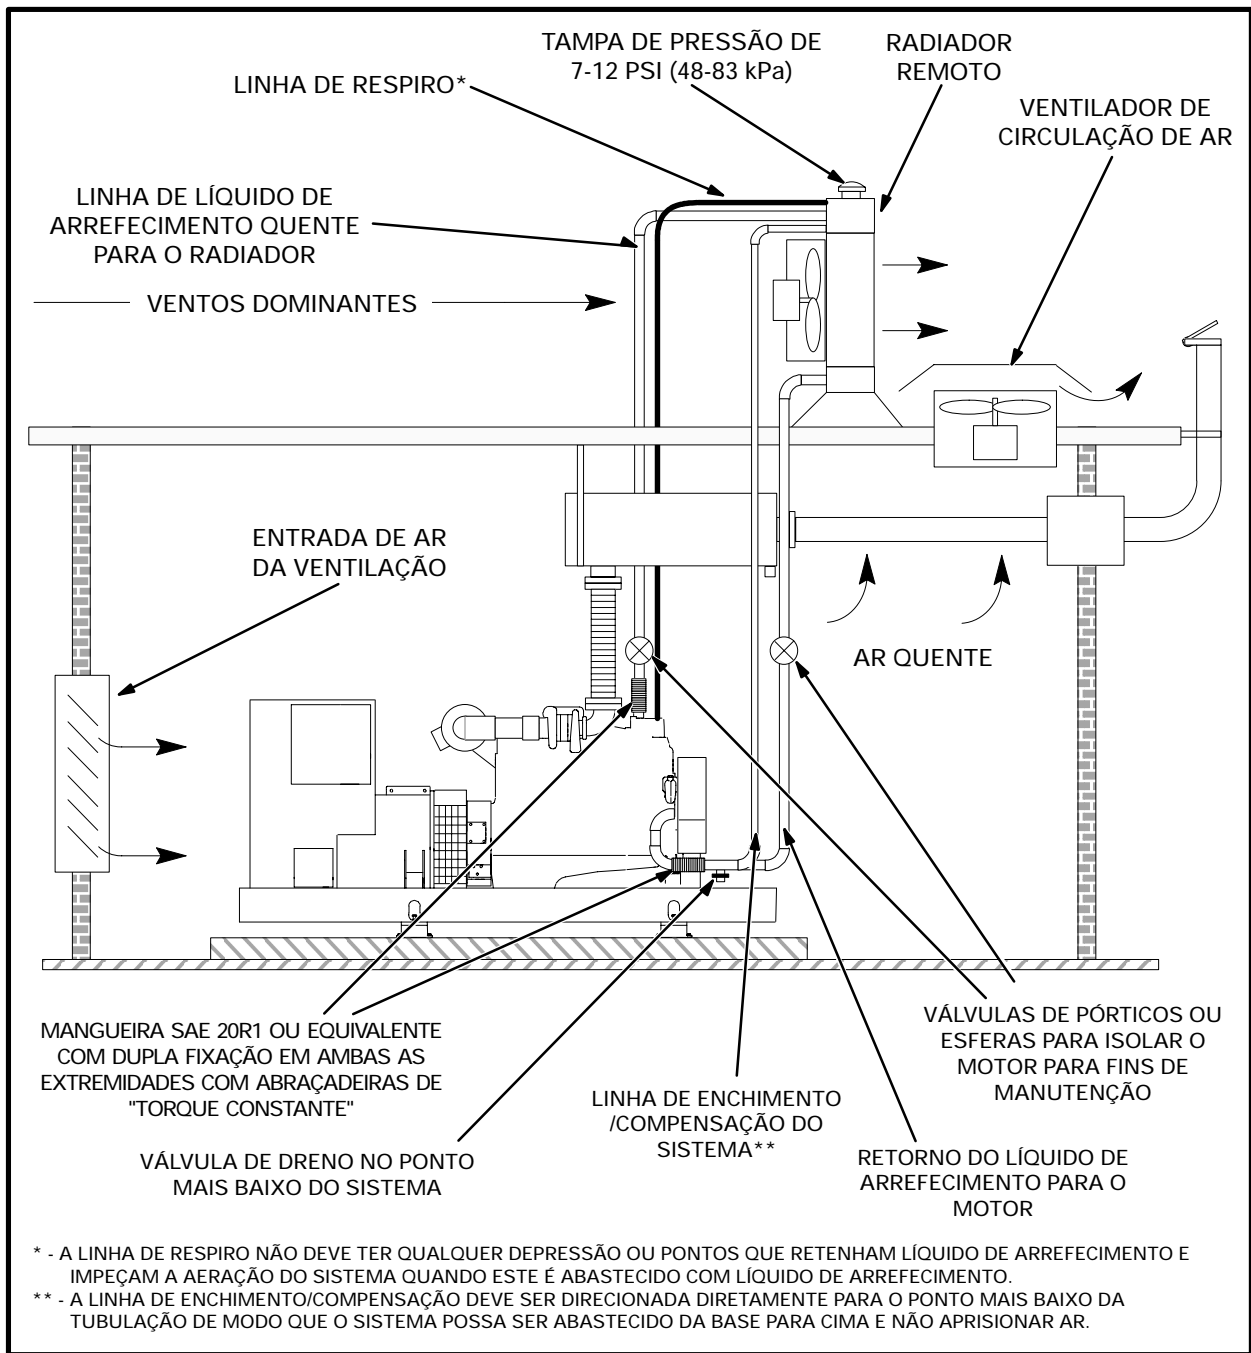 TAMPA DE PRESSÃO DE
7-12 PSI (48-83 kPa)
RADIADOR
REMOTO
LINHA DE RESPIRO*
VENTILADOR DE
CIRCULAÇÃO DE AR
LINHA DE LÍQUIDO DE
ARREFECIMENTO QUENTE
PARA O RADIADOR
VENTOS DOMINANTES
ENTRADA DE AR
DA VENTILAÇÃO
AR QUENTE
MANGUEIRA SAE 20R1 OU EQUIVALENTE
COM DUPLA FIXAÇÃO EM AMBAS AS
EXTREMIDADES COM ABRAÇADEIRAS DE
"TORQUE CONSTANTE"
VÁLVULAS DE PÓRTICOS OU
ESFERAS PARA ISOLAR O
MOTOR PARA FINS DE
MANUTENÇÃO
LINHA DE ENCHIMENTO
/COMPENSAÇÃO DO
SISTEMA**
VÁLVULA DE DRENO NO PONTO
MAIS BAIXO DO SISTEMA
RETORNO DO LÍQUIDO DE
ARREFECIMENTO PARA O
MOTOR
* - A LINHA DE RESPIRO NÃO DEVE TER QUALQUER DEPRESSÃO OU PONTOS QUE RETENHAM LÍQUIDO DE ARREFECIMENTO E
IMPEÇAM A AERAÇÃO DO SISTEMA QUANDO ESTE É ABASTECIDO COM LÍQUIDO DE ARREFECIMENTO.
** - A LINHA DE ENCHIMENTO/COMPENSAÇÃO DEVE SER DIRECIONADA DIRETAMENTE PARA O PONTO MAIS BAIXO DA
TUBULAÇÃO DE MODO QUE O SISTEMA POSSA SER ABASTECIDO DA BASE PARA CIMA E NÃO APRISIONAR AR.